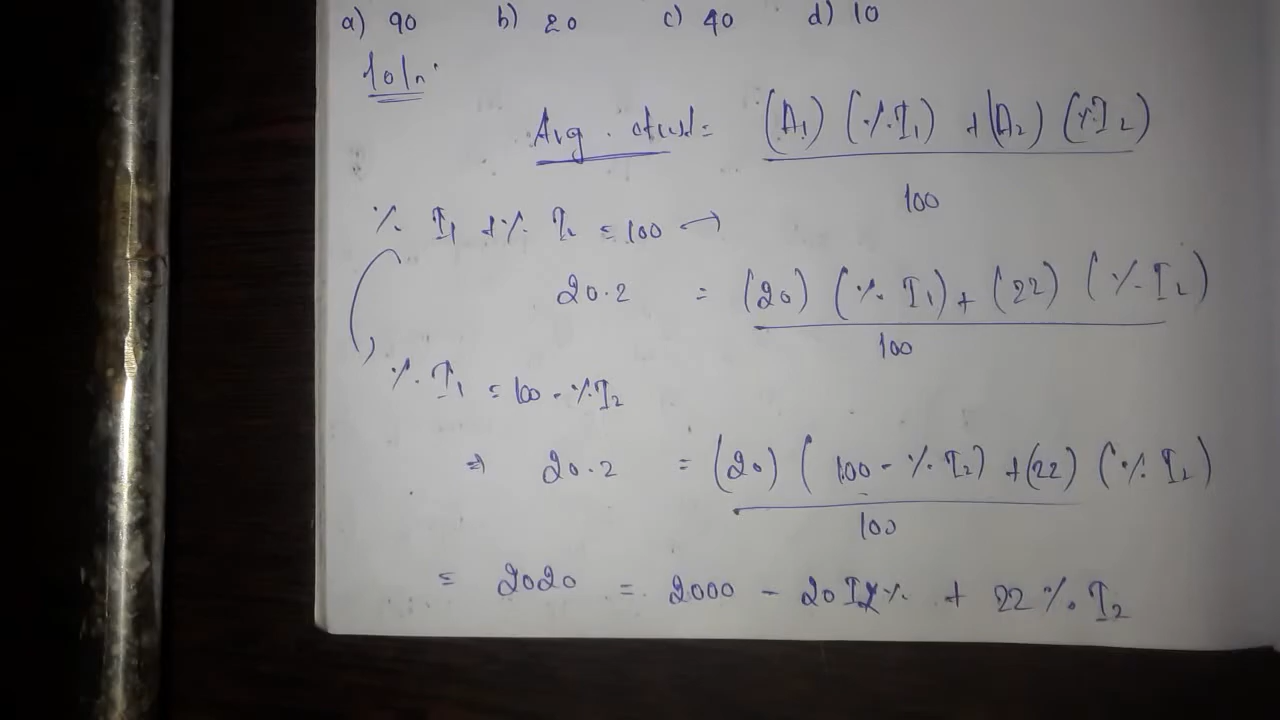 a) 90 b) 20 c) 40 d) 10
Soln.
Avg. = (A1) (% I1) + (A2) (% I2)
100
% I1 + % I2 = 100 →
20.2 = (20) (% I1) + (22) (% I2)
100
% I1 = 100 - % I2
⇒ 20.2 = (20) (100 - % I2) + (22) (% I2)
100
= 2020 = 2000 - 20 I2 % + 22 % I2